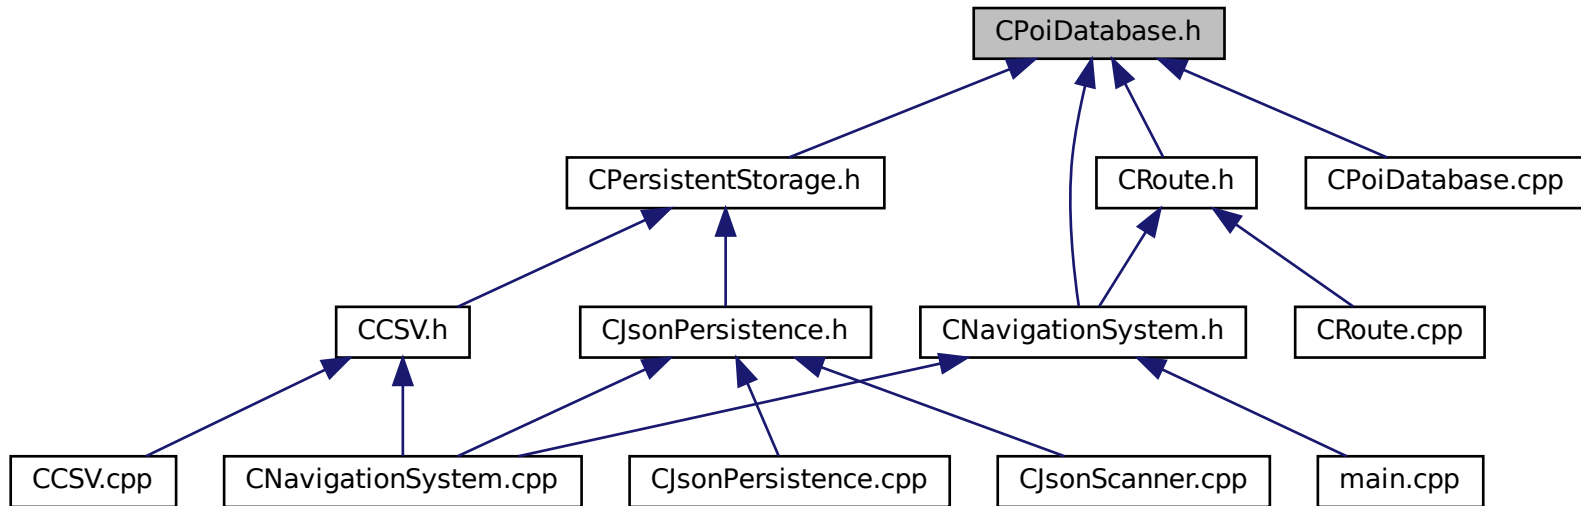 CPoiDatabase.h
CPersistentStorage.h
CRoute.h
CPoiDatabase.cpp
CCSV.h
CJsonPersistence.h
CNavigationSystem.h
CRoute.cpp
CCSV.cpp
CNavigationSystem.cpp
CJsonPersistence.cpp
CJsonScanner.cpp
main.cpp